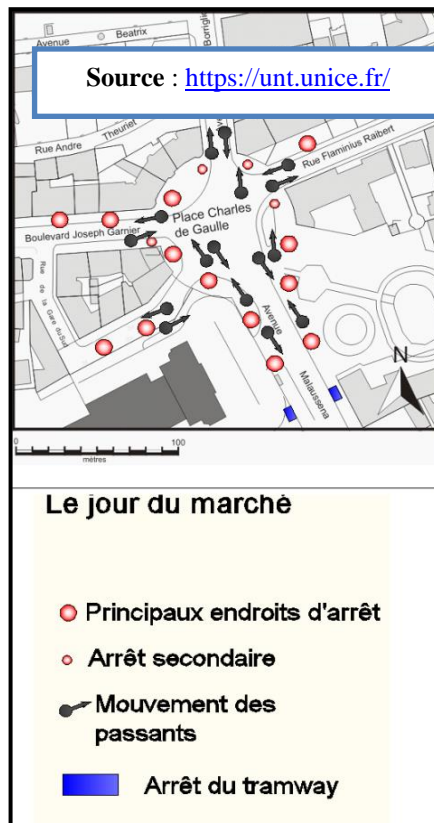 Avenue Beatrix
Borriglione
Source : https://unt.unice.fr/
Rue Andre Theuriet
Rue Flaminius Raibert
Place Charles
de Gaulle
Boulevard Joseph Garnier
Rue de la Gare du Sud
Avenue
Malaussena
N
0 100
mètres
Le jour du marché
Principaux endroits d'arrêt
Arrêt secondaire
Mouvement des
passants
Arrêt du tramway